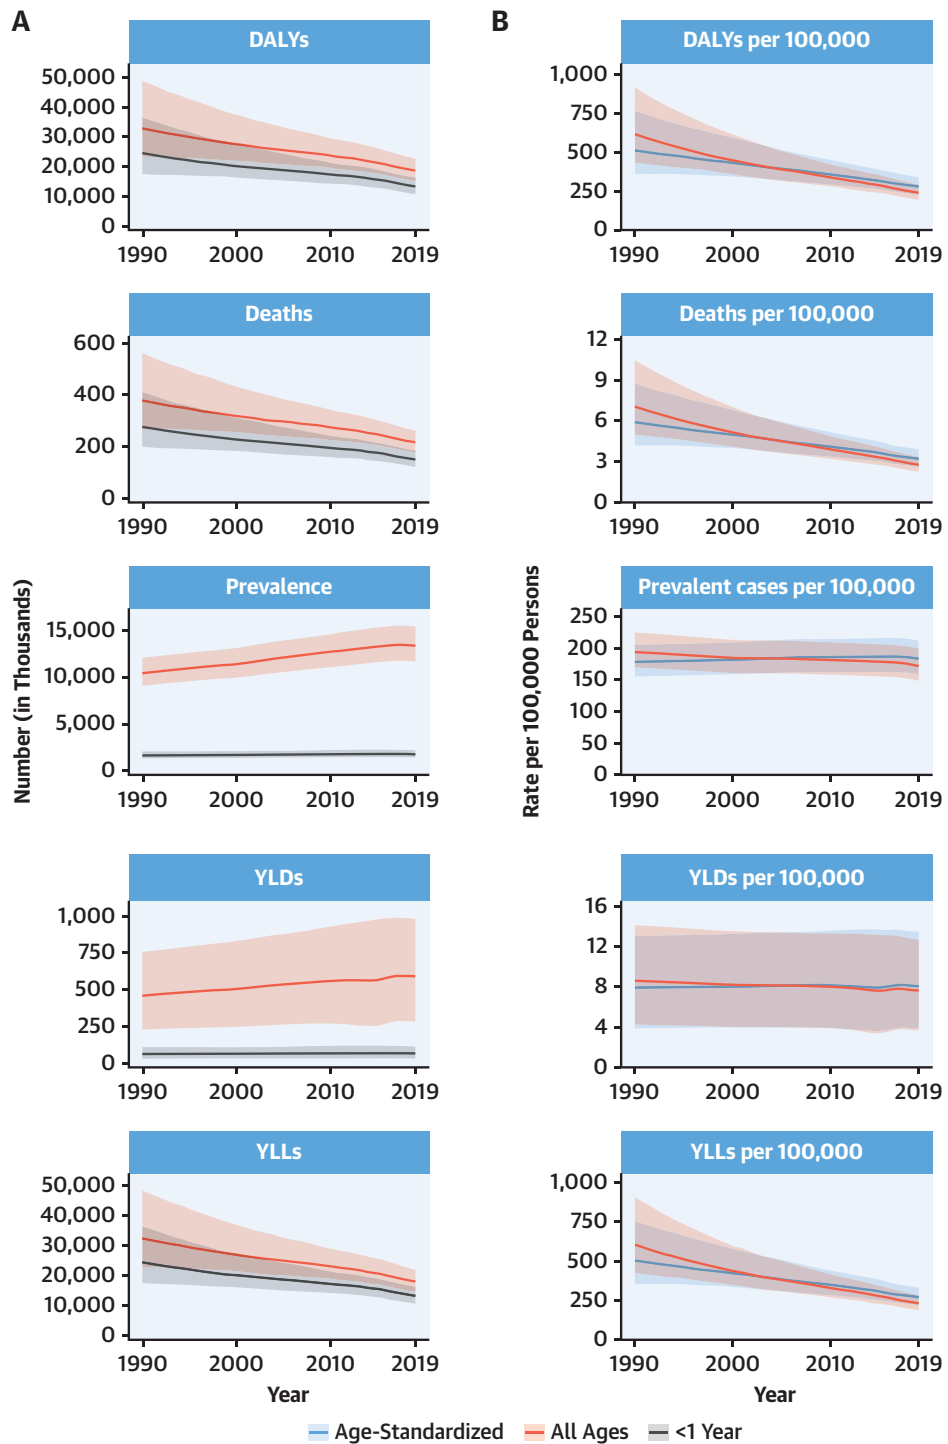 A
B
DALYs
50,000
40,000
30,000
20,000
10,000
0
1990 2000 2010 2019
DALYs per 100,000
1,000
750
500
250
0
1990 2000 2010 2019
Deaths
600
400
200
0
1990 2000 2010 2019
Deaths per 100,000
12
9
6
3
0
1990 2000 2010 2019
Number (in Thousands)
Prevalence
15,000
10,000
5,000
0
1990 2000 2010 2019
Rate per 100,000 Persons
Prevalent cases per 100,000
250
200
150
100
50
0
1990 2000 2010 2019
YLDs
1,000
750
500
250
0
1990 2000 2010 2019
YLDs per 100,000
16
12
8
4
0
1990 2000 2010 2019
YLLs
50,000
40,000
30,000
20,000
10,000
0
1990 2000 2010 2019
Year
YLLs per 100,000
1,000
750
500
250
0
1990 2000 2010 2019
Year
Age-Standardized All Ages <1 Year